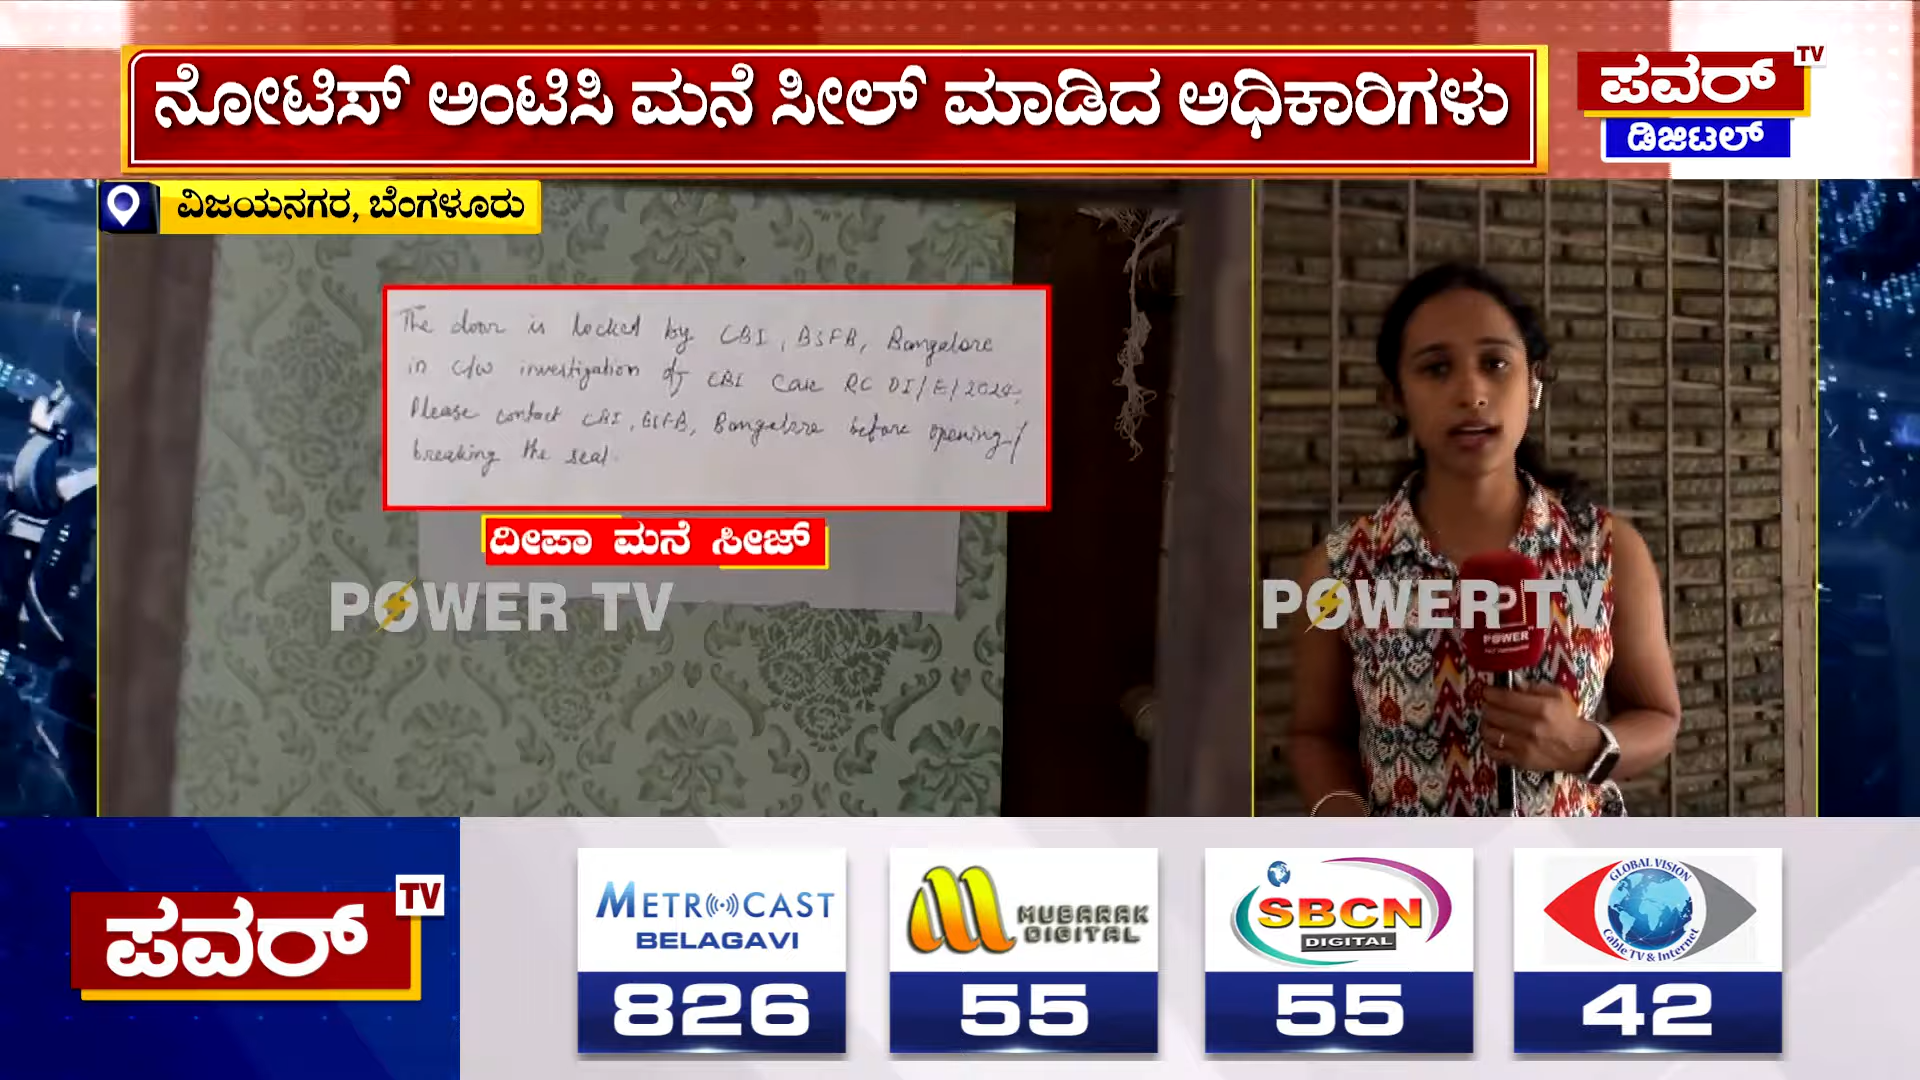 ನೋಟಿಸ್ ಅಂಟಿಸಿ ಮನೆ ಸೀಲ್ ಮಾಡಿದ ಅಧಿಕಾರಿಗಳು
ಪವರ್ TV
ಡಿಜಿಟಲ್
ವಿಜಯನಗರ, ಬೆಂಗಳೂರು
The door is locked by CBI, BSFB, Bangalore
in c/w investigation of CBI Case RC 01/E/2024.
Please contact CBI, BSFB, Bangalore before opening/
breaking the seal.
ದೀಪಾ ಮನೆ ಸೀಜ್
POWER TV
POWER TV
POWER
ಪವರ್ TV
METROCAST
BELAGAVI
826
MUBARAK
DIGITAL
55
SBCN
DIGITAL
55
GLOBAL VISION
Cable TV & Internet
42